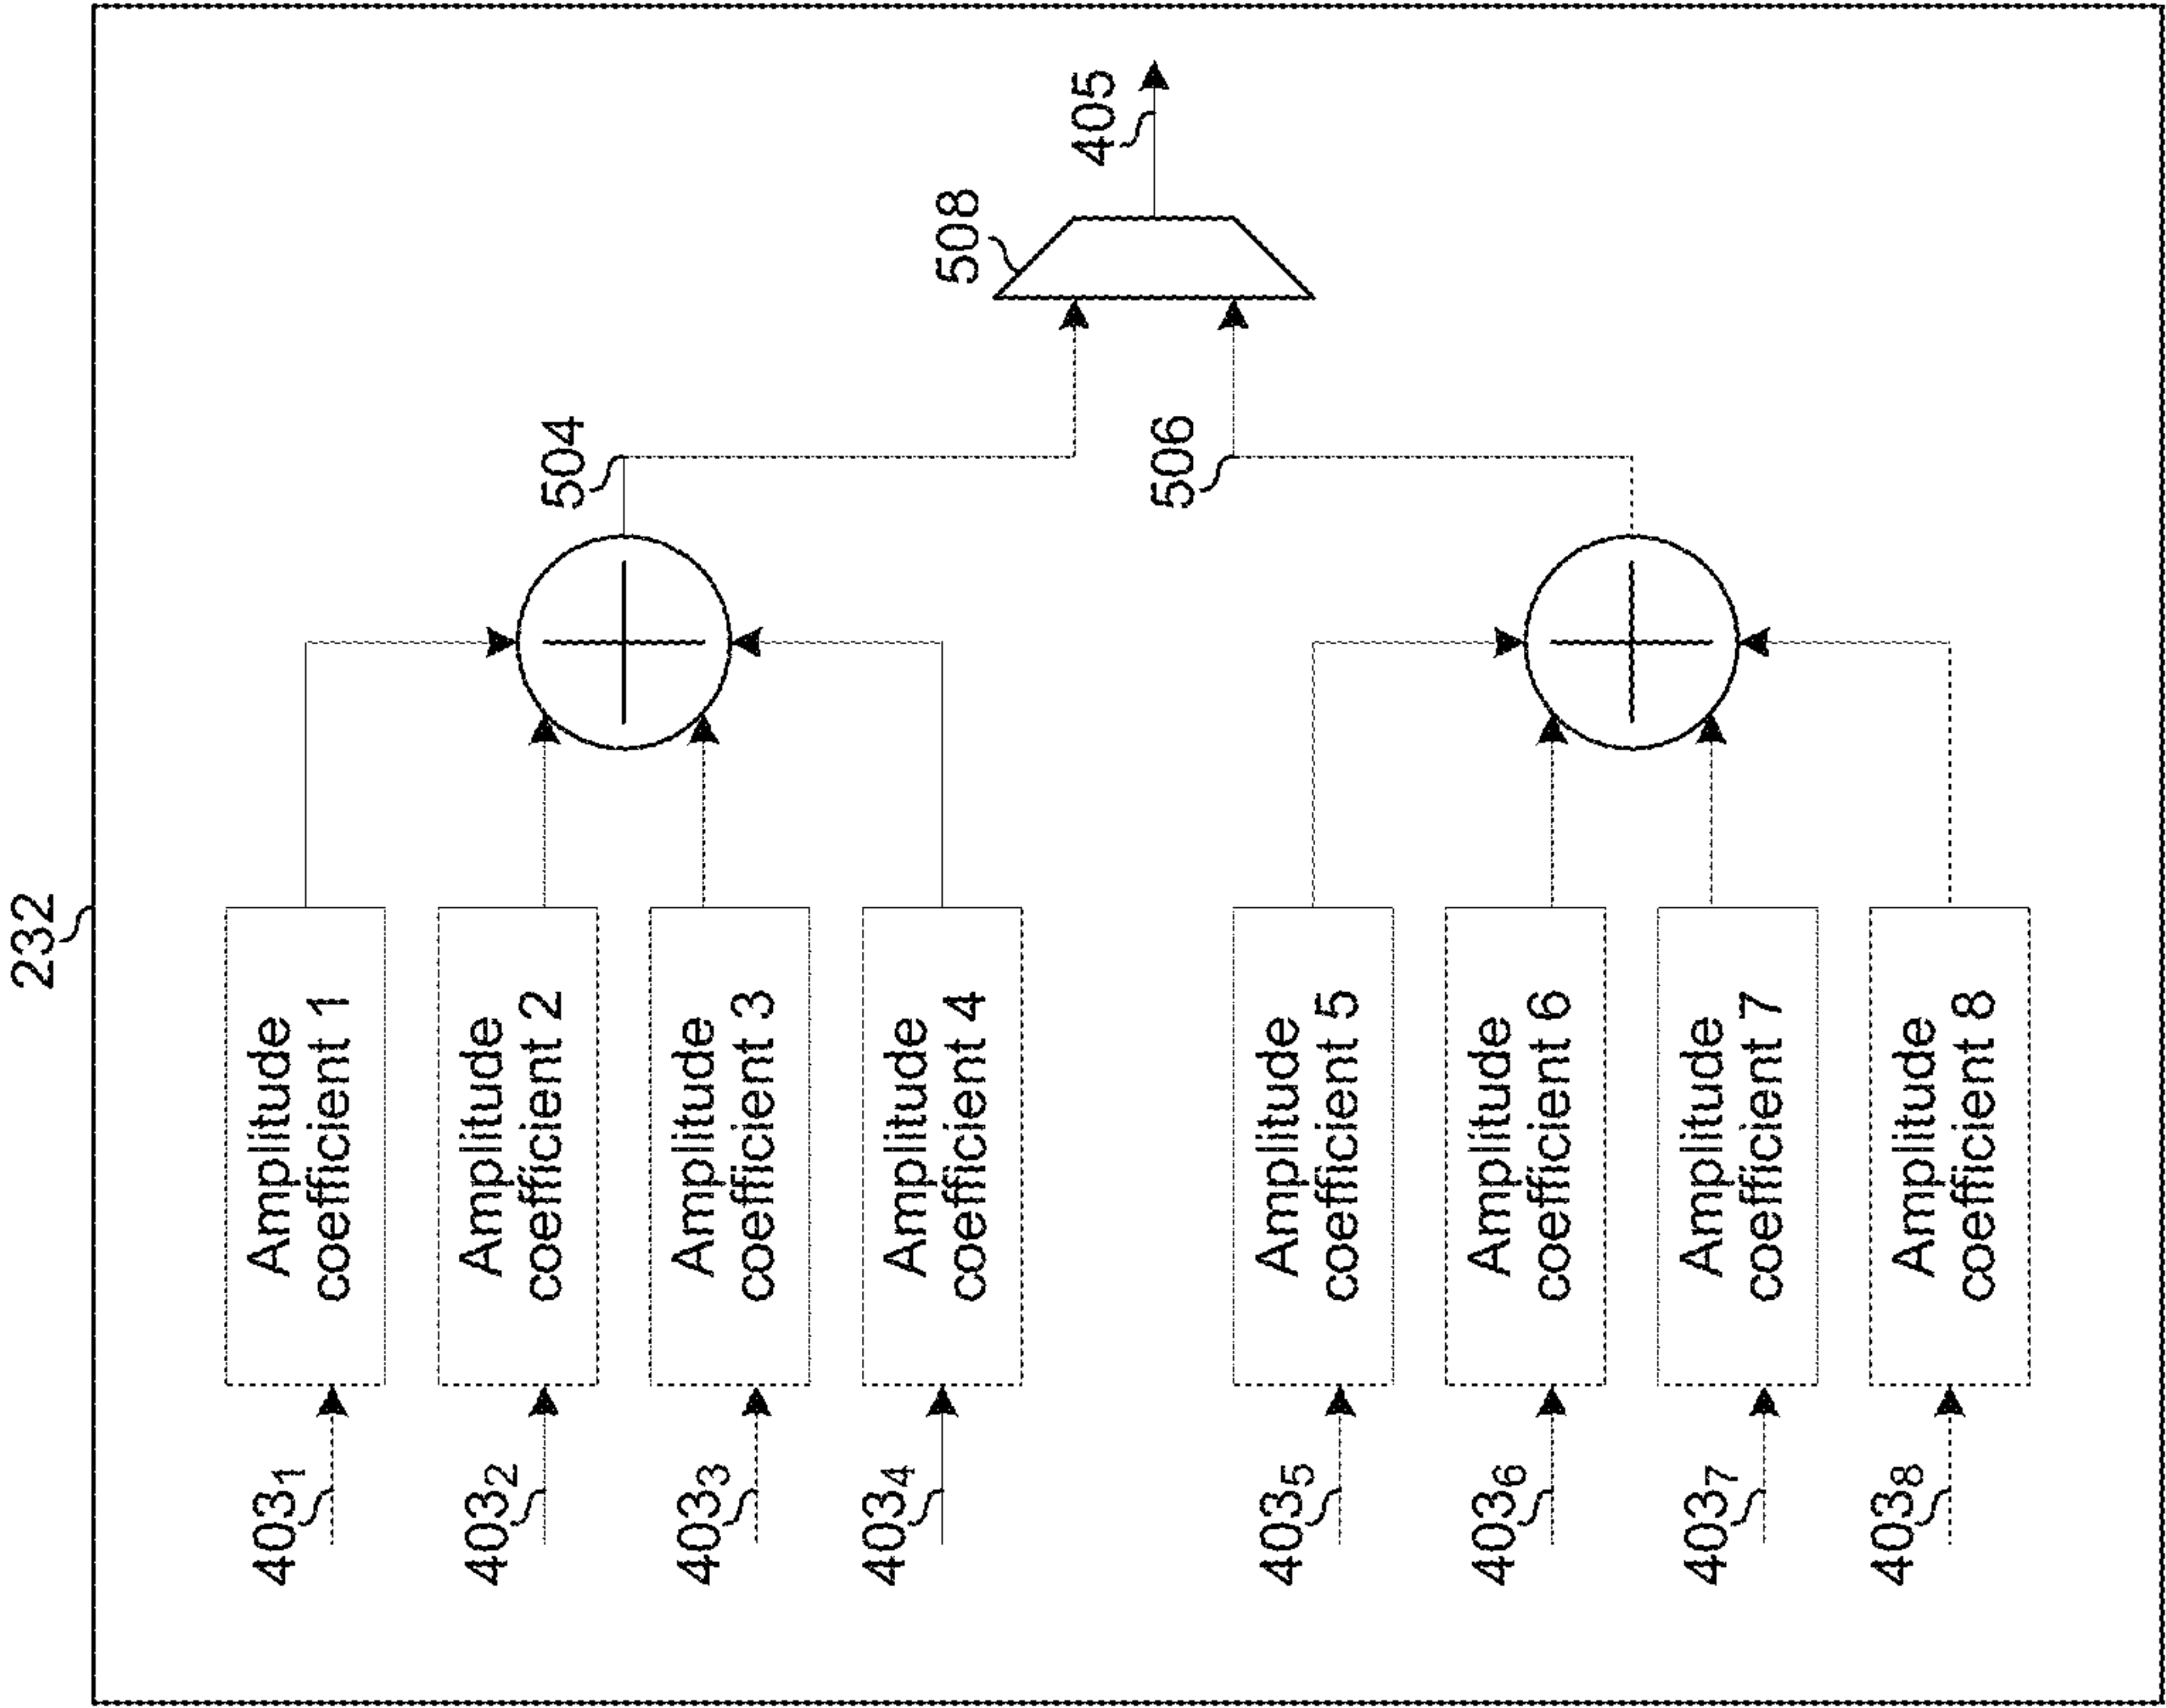 232
403₁
Amplitude
coefficient 1
403₂
Amplitude
coefficient 2
403₃
Amplitude
coefficient 3
403₄
Amplitude
coefficient 4
504
403₅
Amplitude
coefficient 5
403₆
Amplitude
coefficient 6
403₇
Amplitude
coefficient 7
403₈
Amplitude
coefficient 8
506
508
405